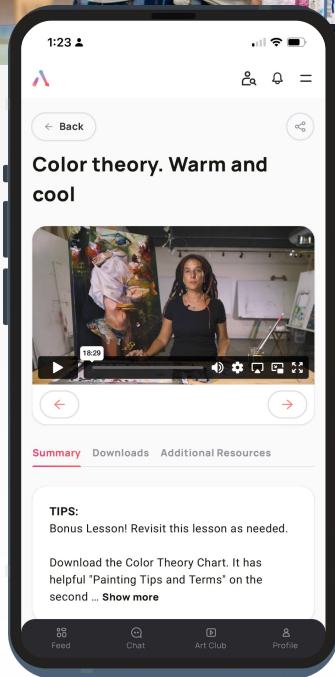 1:23
Back
Color theory. Warm and
cool
18:29
Summary Downloads Additional Resources
TIPS:
Bonus Lesson! Revisit this lesson as needed.
Download the Color Theory Chart. It has
helpful "Painting Tips and Terms" on the
second ... Show more
Feed Chat Art Club Profile